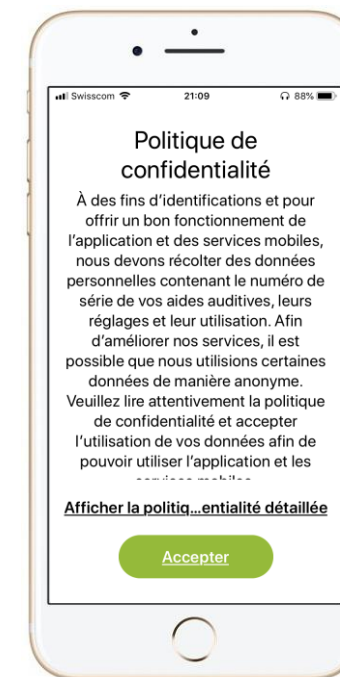 Swisscom 21:09 88%
Politique de
confidentialité
À des fins d'identifications et pour
offrir un bon fonctionnement de
l'application et des services mobiles,
nous devons récolter des données
personnelles contenant le numéro de
série de vos aides auditives, leurs
réglages et leur utilisation. Afin
d'améliorer nos services, il est
possible que nous utilisions certaines
données de manière anonyme.
Veuillez lire attentivement la politique
de confidentialité et accepter
l'utilisation de vos données afin de
pouvoir utiliser l'application et les
Afficher la politiq...entialité détaillée
Accepter